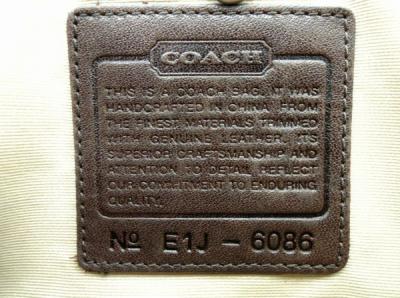 COACH
THIS IS A COACH BAG. IT WAS
HANDCRAFTED IN CHINA FROM
THE FINEST MATERIALS TRIMMED
WITH GENUINE LEATHER. ITS
SUPERIOR CRAFTSMANSHIP AND
ATTENTION TO DETAIL REFLECT
OUR COMMITMENT TO ENDURING
QUALITY.
No E1J - 6086